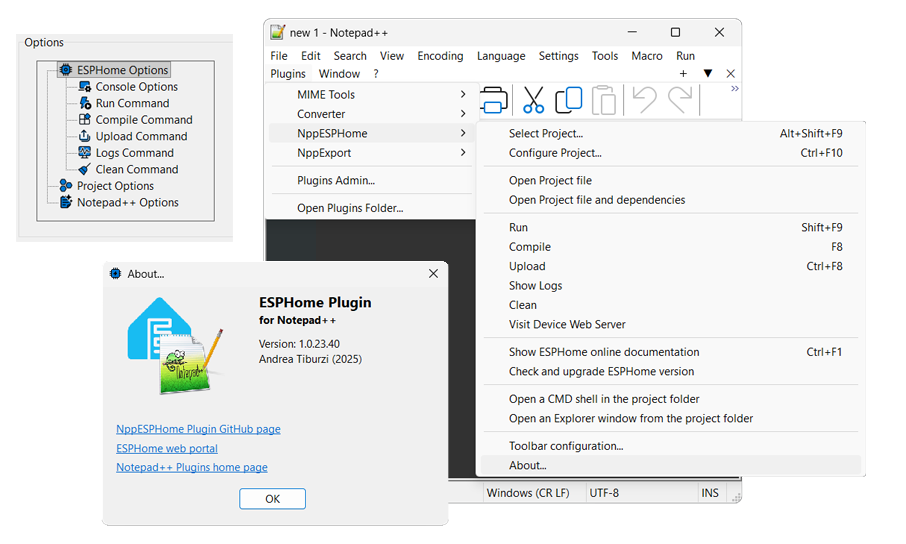 Options
ESPHome Options
Console Options
Run Command
Compile Command
Upload Command
Logs Command
Clean Command
Project Options
Notepad++ Options
new 1 - Notepad++
File Edit Search View Encoding Language Settings Tools Macro Run
Plugins Window ?
MIME Tools
Converter
NppESPHome
NppExport
Plugins Admin...
Open Plugins Folder...
Select Project... Alt+Shift+F9
Configure Project... Ctrl+F10
Open Project file
Open Project file and dependencies
Run Shift+F9
Compile F8
Upload Ctrl+F8
Show Logs
Clean
Visit Device Web Server
Show ESPHome online documentation Ctrl+F1
Check and upgrade ESPHome version
Open a CMD shell in the project folder
Open an Explorer window from the project folder
Toolbar configuration...
About...
Windows (CR LF) UTF-8 INS
About...
ESPHome Plugin
for Notepad++
Version: 1.0.23.40
Andrea Tiburzi (2025)
NppESPHome Plugin GitHub page
ESPHome web portal
Notepad++ Plugins home page
OK